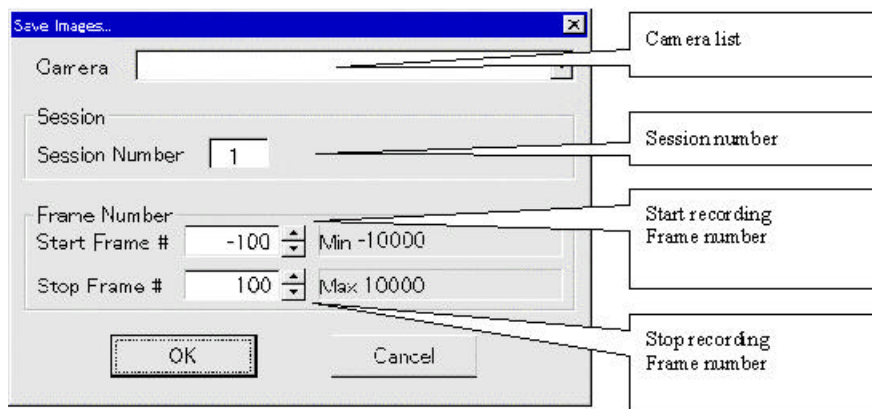 Save Images...
Camera
Camera list
Session
Session Number 1
Session number
Frame Number
Start Frame # -100 Min -10000
Start recording
Frame number
Stop Frame # 100 Max 10000
Stop recording
Frame number
OK Cancel